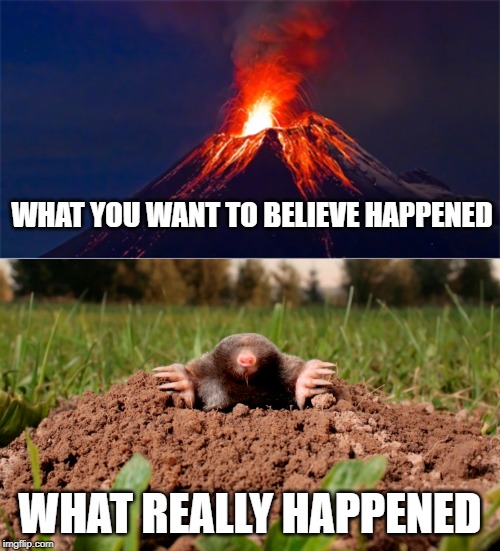 WHAT YOU WANT TO BELIEVE HAPPENED
WHAT REALLY HAPPENED
imgflip.com